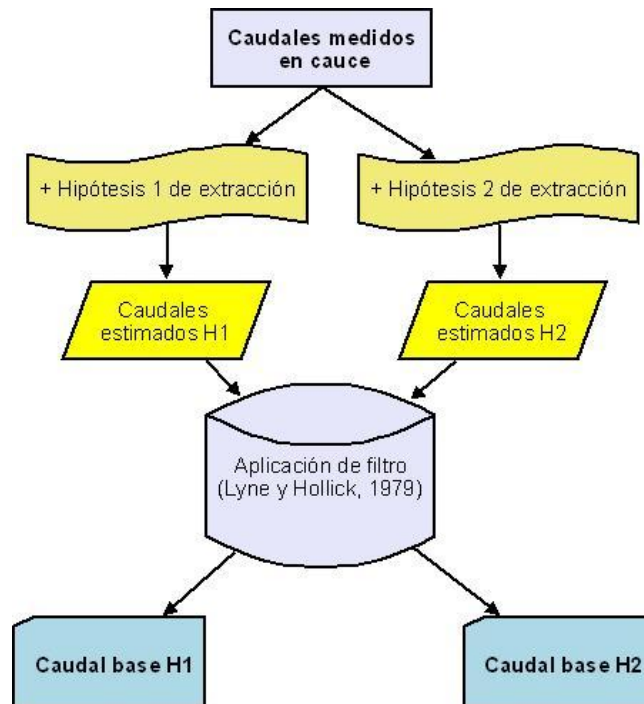 Caudales medidos
en cauce
+ Hipótesis 1 de extracción
+ Hipótesis 2 de extracción
Caudales
estimados H1
Caudales
estimados H2
Aplicación de filtro
(Lyne y Hollick, 1979)
Caudal base H1
Caudal base H2